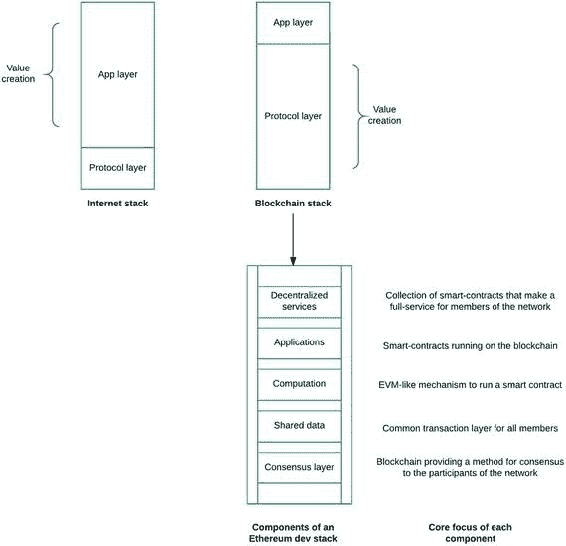 App layer
Value
creation
App layer
Protocol layer
Value
creation
Protocol layer
Internet stack
Blockchain stack
Decentralized
services
Collection of smart-contracts that make a
full-service for members of the network
Applications
Smart-contracts running on the blockchain
Computation
EVM-like mechanism to run a smart contract
Shared data
Common transaction layer for all members
Consensus layer
Blockchain providing a method for consensus
to the participants of the network
Components of an
Ethereum dev stack
Core focus of each
component